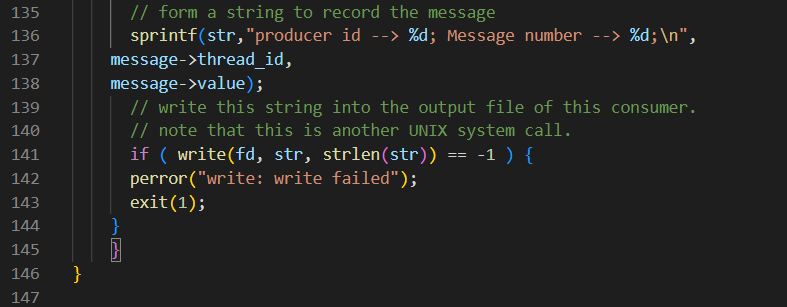 135 // form a string to record the message
136 sprintf(str,"producer id --> %d; Message number --> %d;\n",
137 message->thread_id,
138 message->value);
139 // write this string into the output file of this consumer.
140 // note that this is another UNIX system call.
141 if ( write(fd, str, strlen(str)) == -1 ) {
142 perror("write: write failed");
143 exit(1);
144 }
145 }
146 }
147